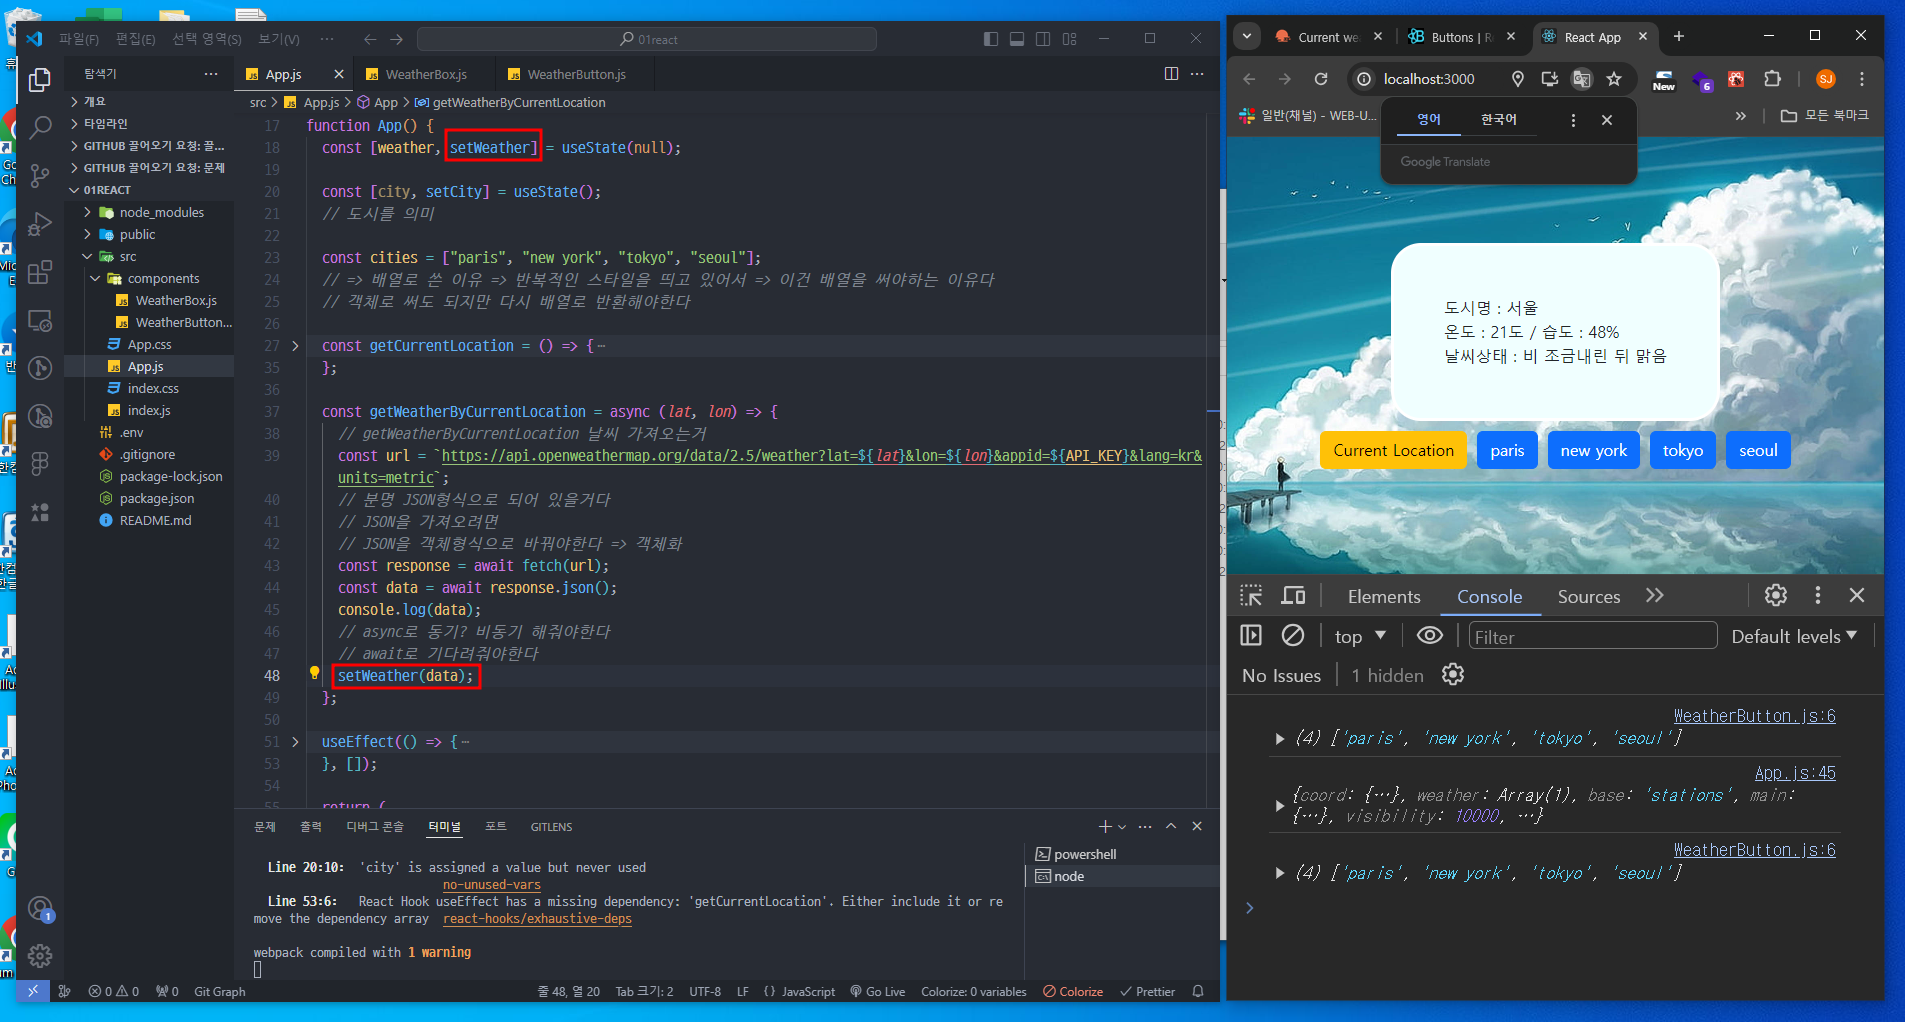 파일(F) 편집(E) 선택 영역(S) 보기(V) ··· 01react
탐색기 ···
개요
타임라인
GITHUB 끌어오기 요청: 끌...
GITHUB 끌어오기 요청: 문제
01REACT
node_modules
public
src
components
WeatherBox.js
WeatherButton...
App.css
App.js
index.css
index.js
.env
.gitignore
package-lock.json
package.json
README.md
1
App.js WeatherBox.js WeatherButton.js
src > App.js > App > getWeatherByCurrentLocation
17 function App() {
18 const [weather, setWeather] = useState(null);
19
20 const [city, setCity] = useState();
21 // 도시를 의미
22
23 const cities = ["paris", "new york", "tokyo", "seoul"];
24 // => 배열로 쓴 이유 => 반복적인 스타일을 띄고 있어서 => 이건 배열을 써야하는 이유다
25 // 객체로 써도 되지만 다시 배열로 반환해야한다
26
27 const getCurrentLocation = () => {···
35 };
36
37 const getWeatherByCurrentLocation = async (lat, lon) => {
38 // getWeatherByCurrentLocation 날씨 가져오는거
39 const url = `https://api.openweathermap.org/data/2.5/weather?lat=${lat}&lon=${lon}&appid=${API_KEY}&lang=kr&
units=metric`;
40 // 분명 JSON형식으로 되어 있을거다
41 // JSON을 가져오려면
42 // JSON을 객체형식으로 바꿔야한다 => 객체화
43 const response = await fetch(url);
44 const data = await response.json();
45 console.log(data);
46 // async로 동기? 비동기 해줘야한다
47 // await로 기다려줘야한다
48 setWeather(data);
49 };
50
51 useEffect(() => {···
53 }, []);
54
55 return (
문제 출력 디버그 콘솔 터미널 포트 GITLENS
Line 20:10: 'city' is assigned a value but never used
no-unused-vars
Line 53:6: React Hook useEffect has a missing dependency: 'getCurrentLocation'. Either include it or re
move the dependency array react-hooks/exhaustive-deps
webpack compiled with 1 warning
powershell
node
0 0 0 Git Graph 줄 48, 열 20 Tab 크기: 2 UTF-8 LF {} JavaScript Go Live Colorize: 0 variables Colorize Prettier
Current we Buttons | R React App
localhost:3000 New 6 SJ
일반(채널) - WEB-U... 모든 북마크
영어 한국어
Google Translate
도시명 : 서울
온도 : 21도 / 습도 : 48%
날씨상태 : 비 조금내린 뒤 맑음
Current Location paris new york tokyo seoul
Elements Console Sources
top Filter Default levels
No Issues 1 hidden
WeatherButton.js:6
(4) ['paris', 'new york', 'tokyo', 'seoul']
App.js:45
{coord: {…}, weather: Array(1), base: 'stations', main:
{…}, visibility: 10000, …}
WeatherButton.js:6
(4) ['paris', 'new york', 'tokyo', 'seoul']